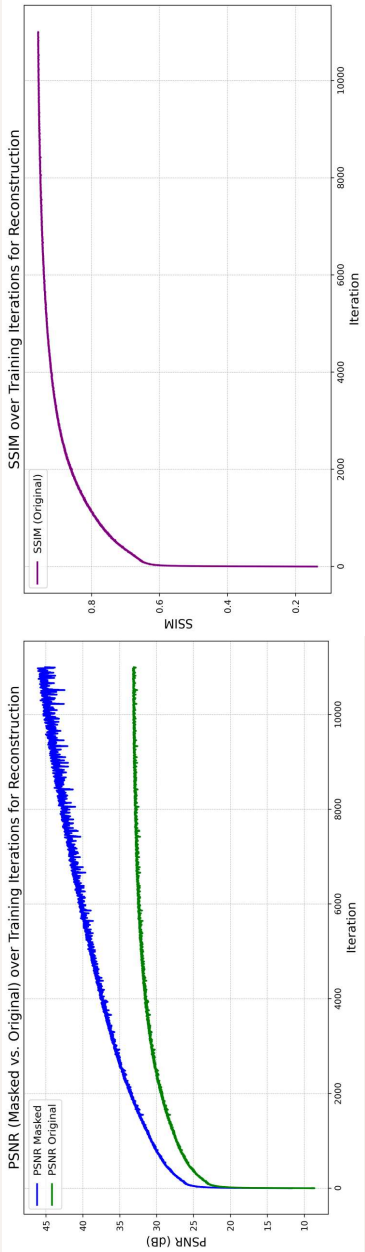 PSNR (Masked vs. Original) over Training Iterations for Reconstruction
PSNR Masked
PSNR Original
45
40
35
30
25
20
15
10
PSNR (dB)
0
2000
4000
6000
8000
10000
Iteration
SSIM over Training Iterations for Reconstruction
SSIM (Original)
0.8
0.6
0.4
0.2
SSIM
0
2000
4000
6000
8000
10000
Iteration